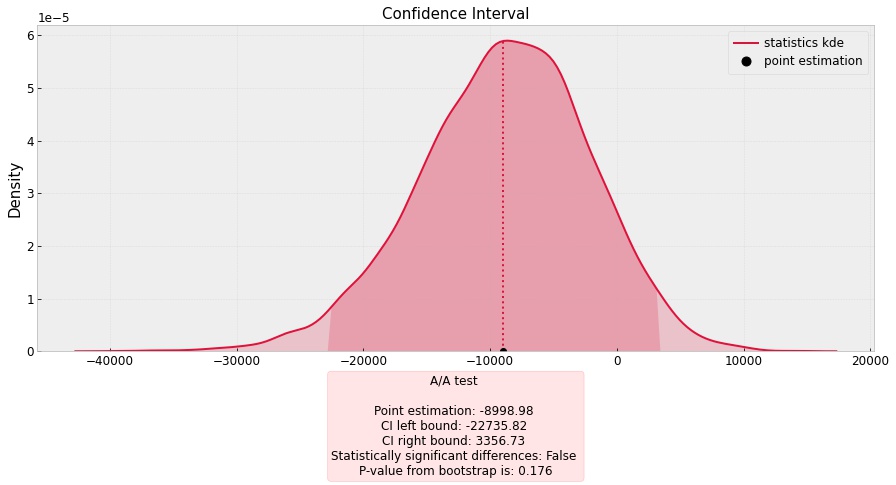 Confidence Interval
1e−5
statistics kde
point estimation
6
5
4
3
2
1
0
Density
−40000 −30000 −20000 −10000 0 10000 20000
A/A test
Point estimation: -8998.98
CI left bound: -22735.82
CI right bound: 3356.73
Statistically significant differences: False
P-value from bootstrap is: 0.176